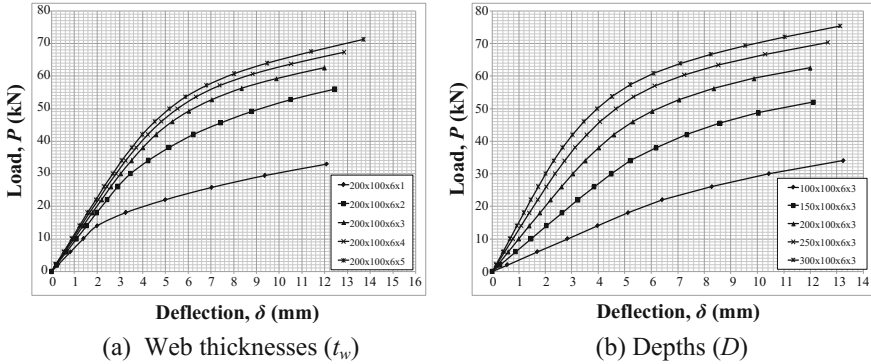 80
70
60
50
40
30
20
10
0
Load, P (kN)
0 1 2 3 4 5 6 7 8 9 10 11 12 13 14 15 16
Deflection, δ (mm)
200x100x6x1
200x100x6x2
200x100x6x3
200x100x6x4
200x100x6x5
(a) Web thicknesses (t_w)
80
70
60
50
40
30
20
10
0
Load, P (kN)
0 1 2 3 4 5 6 7 8 9 10 11 12 13 14
Deflection, δ (mm)
100x100x6x3
150x100x6x3
200x100x6x3
250x100x6x3
300x100x6x3
(b) Depths (D)